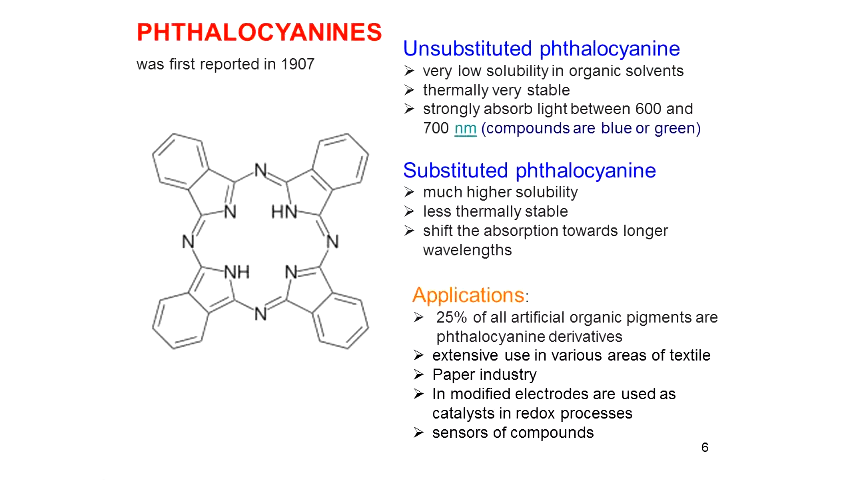 PHTHALOCYANINES
was first reported in 1907
N
N
HN
N
N
NH
N
N
Unsubstituted phthalocyanine
➢ very low solubility in organic solvents
➢ thermally very stable
➢ strongly absorb light between 600 and
700 nm (compounds are blue or green)
Substituted phthalocyanine
➢ much higher solubility
➢ less thermally stable
➢ shift the absorption towards longer
wavelengths
Applications:
➢ 25% of all artificial organic pigments are
phthalocyanine derivatives
➢ extensive use in various areas of textile
➢ Paper industry
➢ In modified electrodes are used as
catalysts in redox processes
➢ sensors of compounds
6